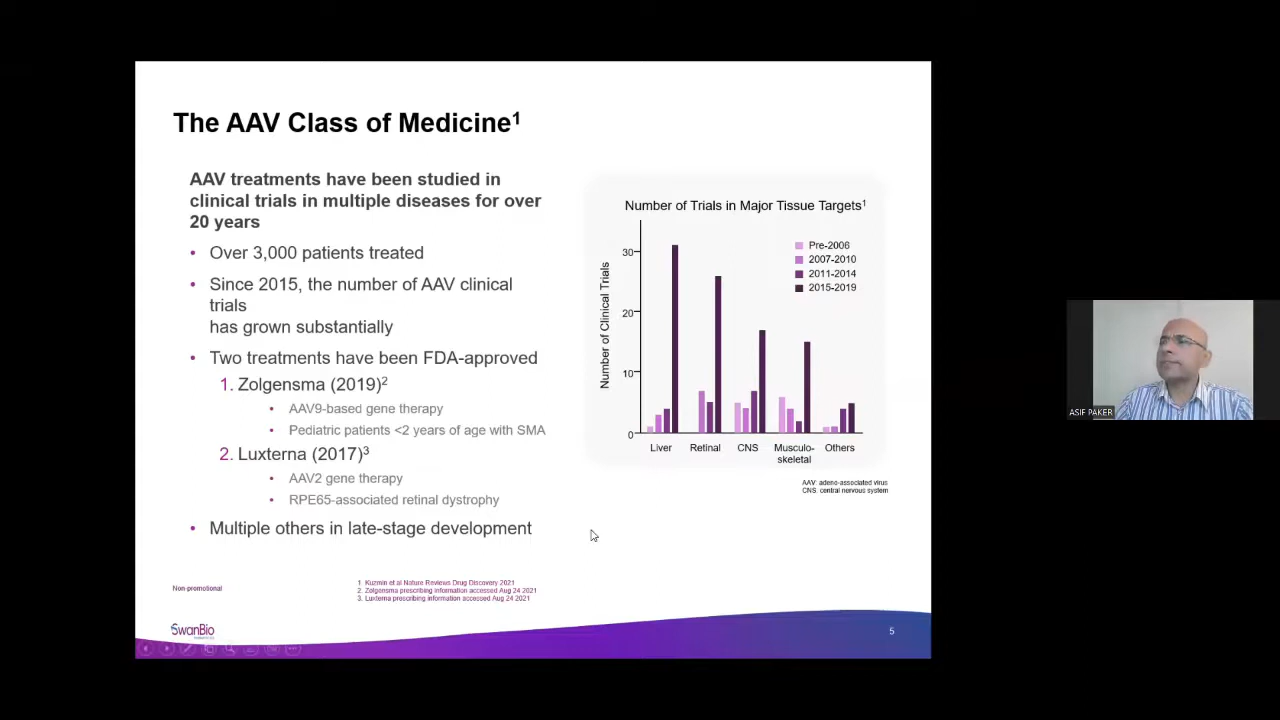 The AAV Class of Medicine¹
AAV treatments have been studied in
clinical trials in multiple diseases for over
20 years
• Over 3,000 patients treated
• Since 2015, the number of AAV clinical
trials
has grown substantially
• Two treatments have been FDA-approved
1. Zolgensma (2019)²
• AAV9-based gene therapy
• Pediatric patients <2 years of age with SMA
2. Luxterna (2017)³
• AAV2 gene therapy
• RPE65-associated retinal dystrophy
• Multiple others in late-stage development
Number of Trials in Major Tissue Targets¹
Number of Clinical Trials
30
20
10
0
Pre-2006
2007-2010
2011-2014
2015-2019
Liver
Retinal
CNS
Musculo-
skeletal
Others
AAV: adeno-associated virus
CNS: central nervous system
Non-promotional
1. Kuzmin et al Nature Reviews Drug Discovery 2021
2. Zolgensma prescribing information accessed Aug 24 2021
3. Luxterna prescribing information accessed Aug 24 2021
SwanBio
5
ASIF PAKER